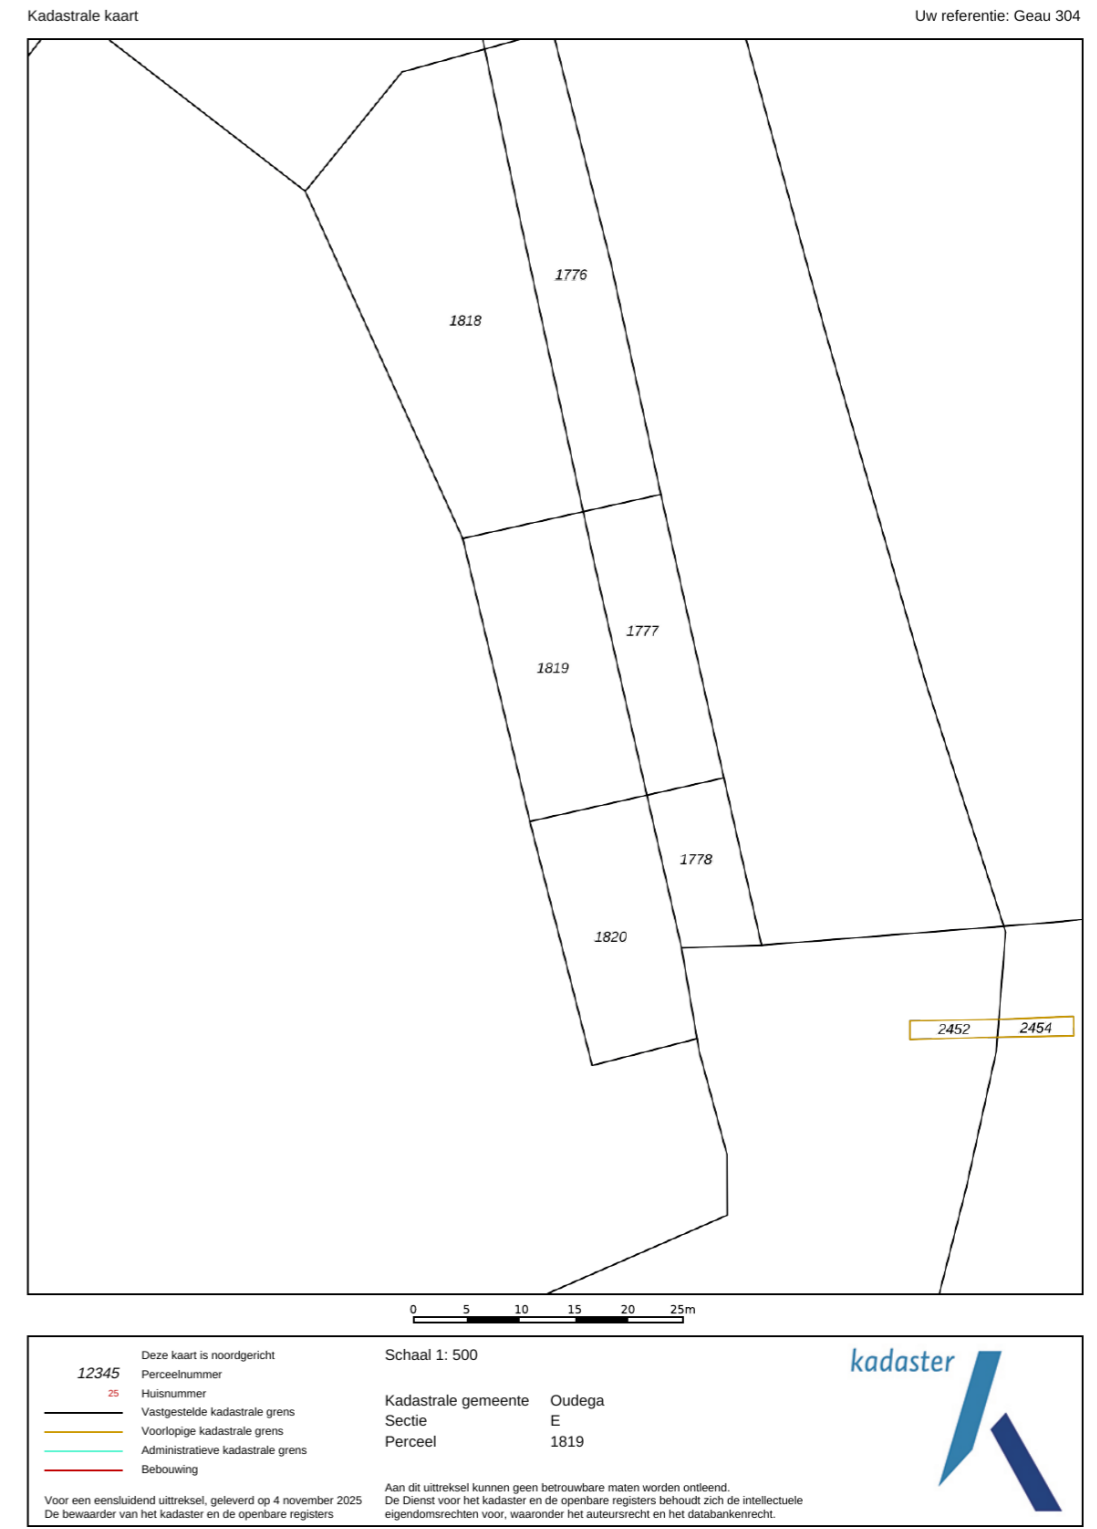 Kadastrale kaart
Uw referentie: Geau 304
1776
1818
1777
1819
1778
1820
2452
2454
0 5 10 15 20 25m
Deze kaart is noordgericht
12345 Perceelnummer
25 Huisnummer
Vastgestelde kadastrale grens
Voorlopige kadastrale grens
Administratieve kadastrale grens
Bebouwing
Voor een eensluidend uittreksel, geleverd op 4 november 2025
De bewaarder van het kadaster en de openbare registers
Schaal 1: 500
Kadastrale gemeente Oudega
Sectie E
Perceel 1819
Aan dit uittreksel kunnen geen betrouwbare maten worden ontleend.
De Dienst voor het kadaster en de openbare registers behoudt zich de intellectuele
eigendomsrechten voor, waaronder het auteursrecht en het databankenrecht.
kadaster